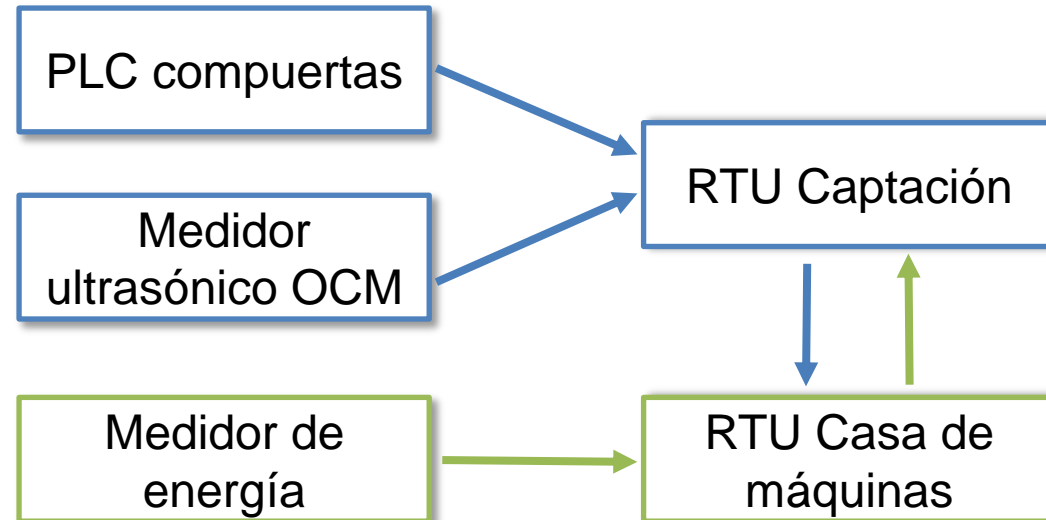 PLC compuertas
RTU Captación
Medidor
ultrasónico OCM
Medidor de
energía
RTU Casa de
máquinas